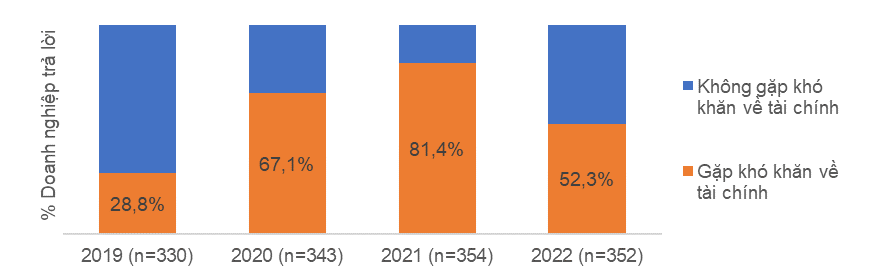 % Doanh nghiệp trả lời
28,8%
67,1%
81,4%
52,3%
2019 (n=330)
2020 (n=343)
2021 (n=354)
2022 (n=352)
Không gặp khó
khăn về tài chính
Gặp khó khăn về
tài chính